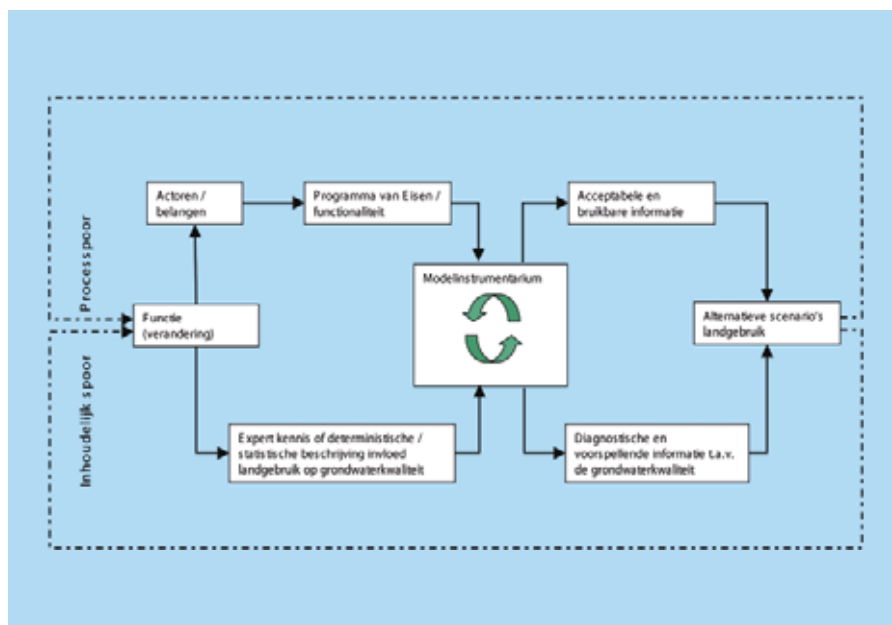 Actoren /
belangen
Programma van Eisen /
functionaliteit
Acceptabele en
bruikbare informatie
Processpoor
Modelinstrumentarium
Functie
(verandering)
Alternatieve scenario's
landgebruik
Inhoudelijk spoor
Expert kennis of deterministische /
statistische beschrijving invloed
landgebruik op grondwaterkwaliteit
Diagnostische en
voorspellende informatie t.a.v.
de grondwaterkwaliteit